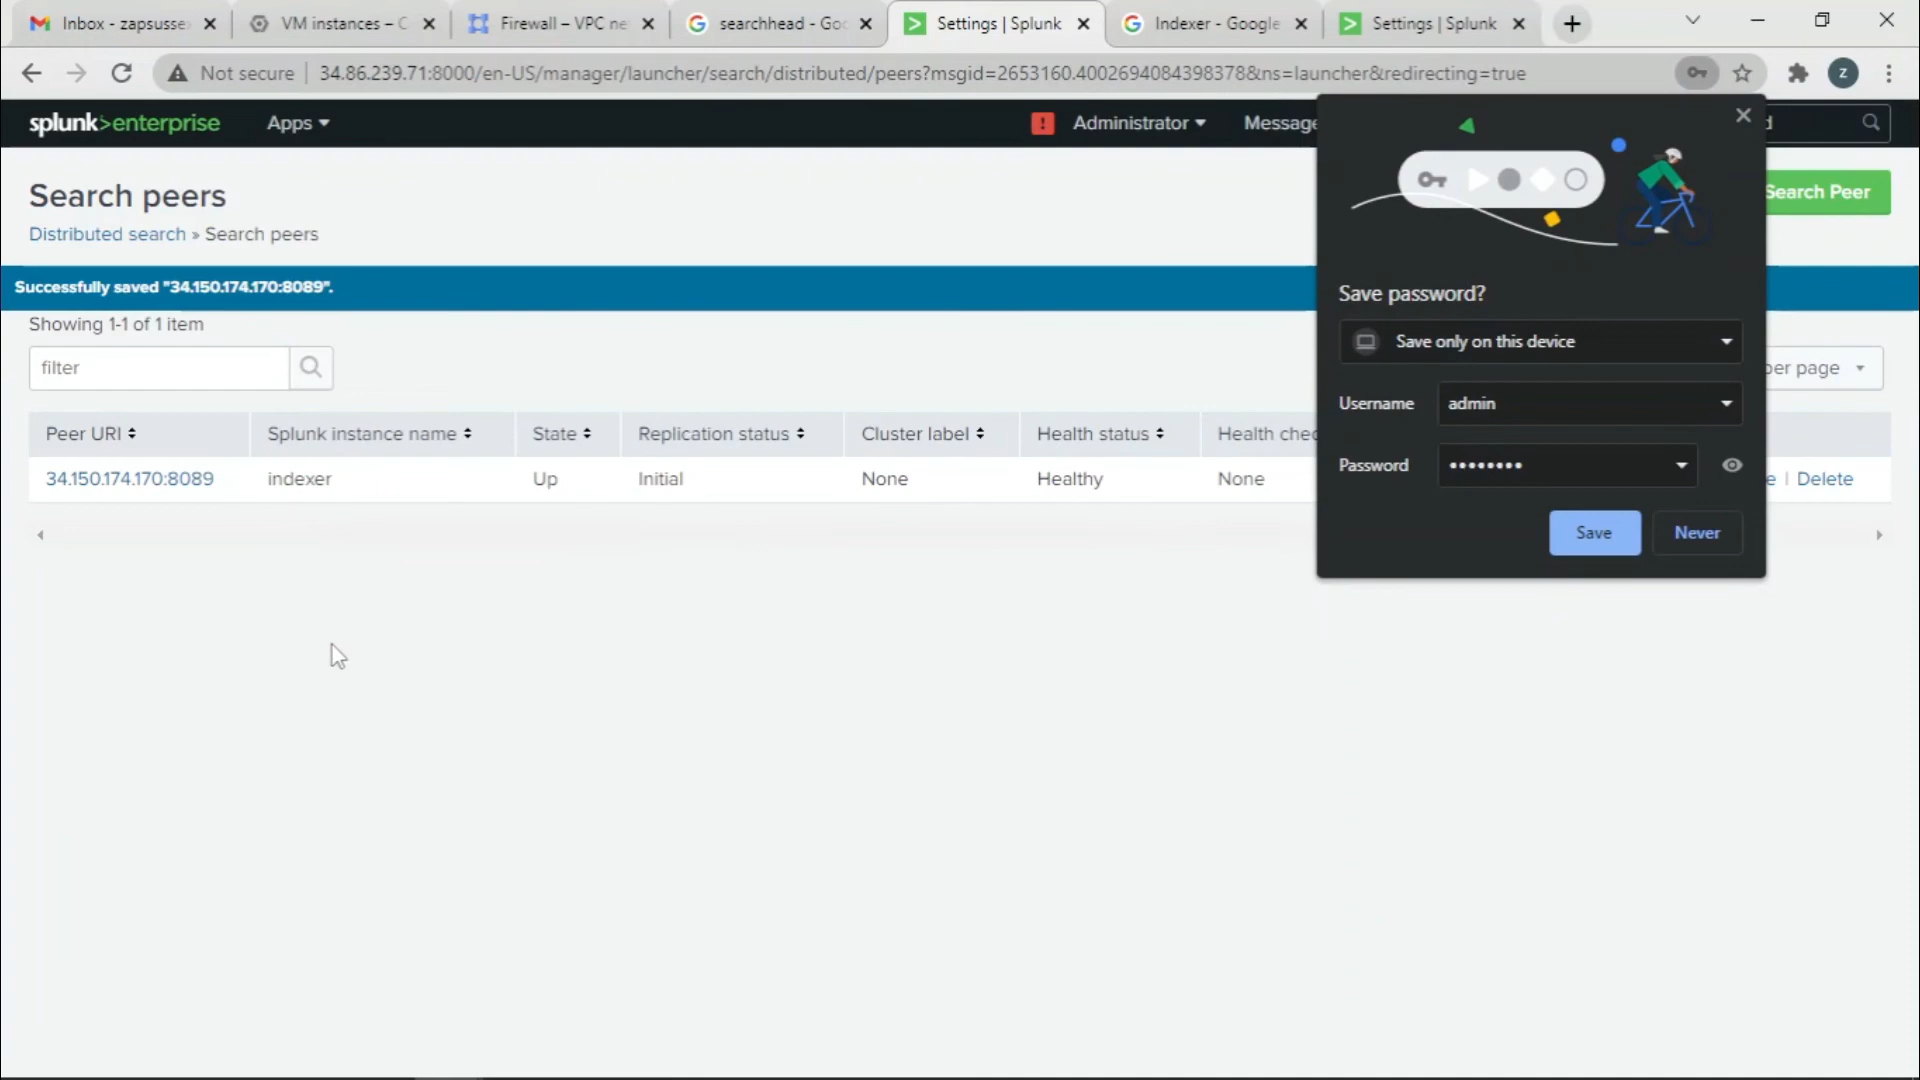 Inbox - zapsusse
VM instances – C
Firewall – VPC ne
searchhead - Goo
Settings | Splunk
Indexer - Google
Settings | Splunk
Not secure
34.86.239.71:8000/en-US/manager/launcher/search/distributed/peers?msgid=2653160.4002694084398378&ns=launcher&redirecting=true
z
splunk>enterprise
Apps
!
Administrator
Message
d
Search peers
Search Peer
Distributed search » Search peers
Successfully saved "34.150.174.170:8089".
Showing 1-1 of 1 item
filter
per page
Peer URI
Splunk instance name
State
Replication status
Cluster label
Health status
Health chec
34.150.174.170:8089
indexer
Up
Initial
None
Healthy
None
e | Delete
Save password?
Save only on this device
Username
admin
Password
••••••••
Save
Never